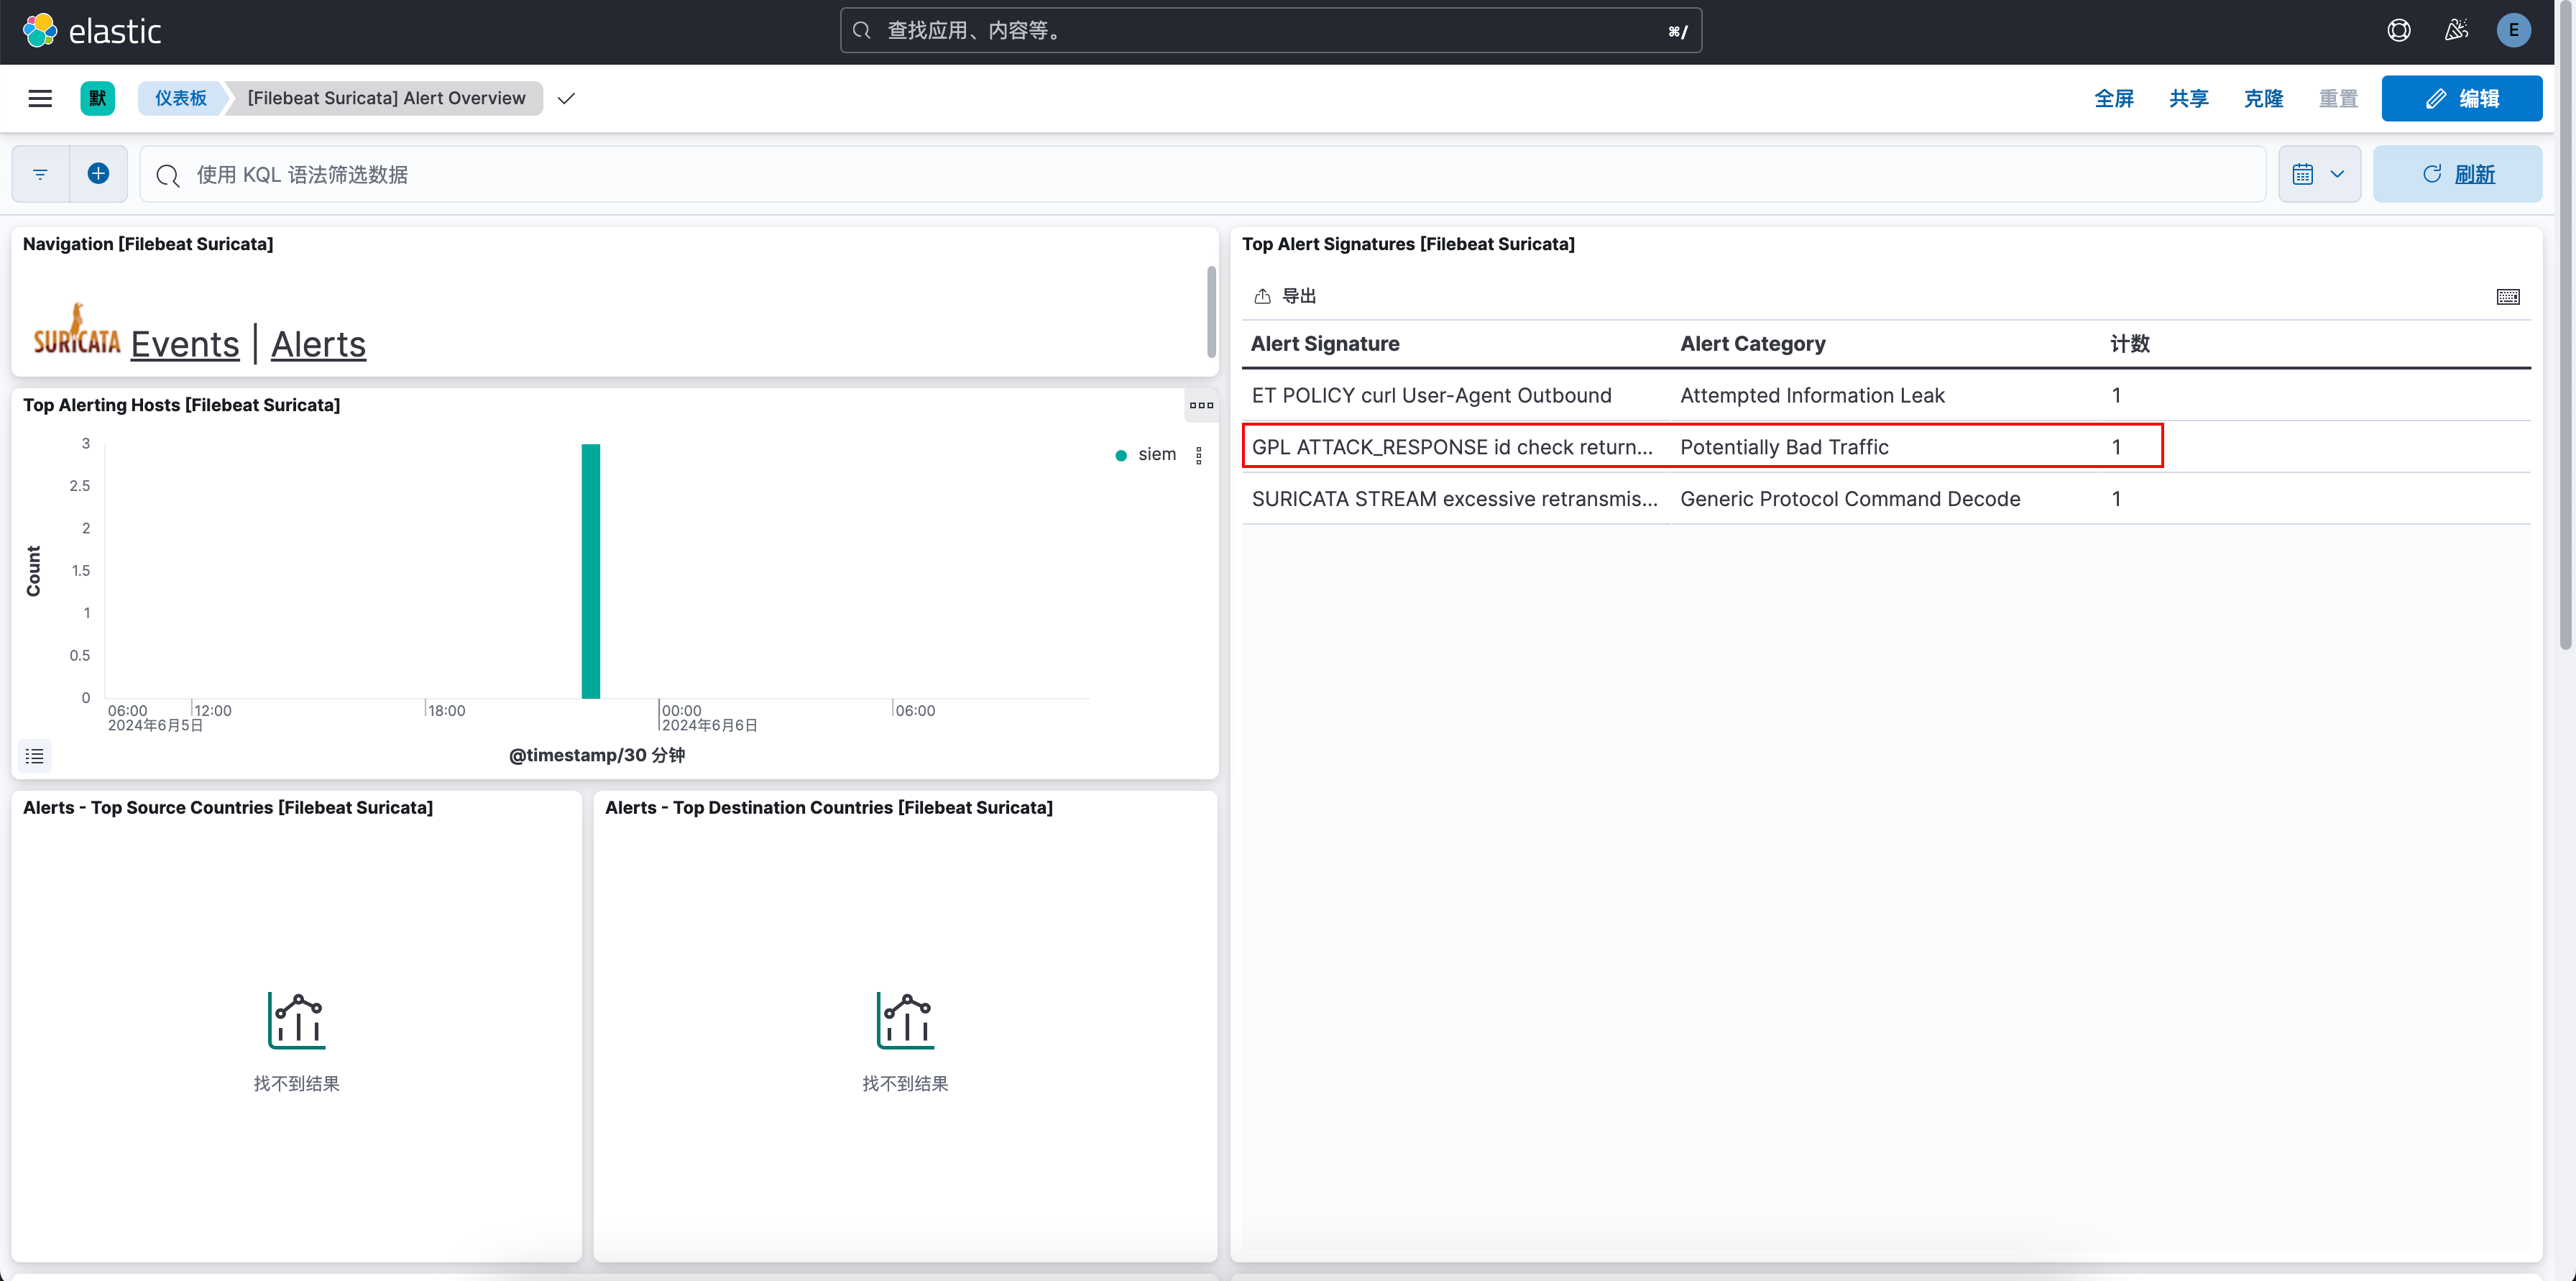 elastic
查找应用、内容等。
⌘/
E
默
仪表板
[Filebeat Suricata] Alert Overview
全屏
共享
克隆
重置
编辑
使用 KQL 语法筛选数据
刷新
Navigation [Filebeat Suricata]
SURICATA
Events | Alerts
Top Alerting Hosts [Filebeat Suricata]
siem
Count
3
2.5
2
1.5
1
0.5
0
06:00
12:00
18:00
00:00
06:00
2024年6月5日
2024年6月6日
@timestamp/30 分钟
Top Alert Signatures [Filebeat Suricata]
导出
Alert Signature Alert Category 计数
ET POLICY curl User-Agent Outbound Attempted Information Leak 1
GPL ATTACK_RESPONSE id check return... Potentially Bad Traffic 1
SURICATA STREAM excessive retransmis... Generic Protocol Command Decode 1
Alerts - Top Source Countries [Filebeat Suricata]
找不到结果
Alerts - Top Destination Countries [Filebeat Suricata]
找不到结果